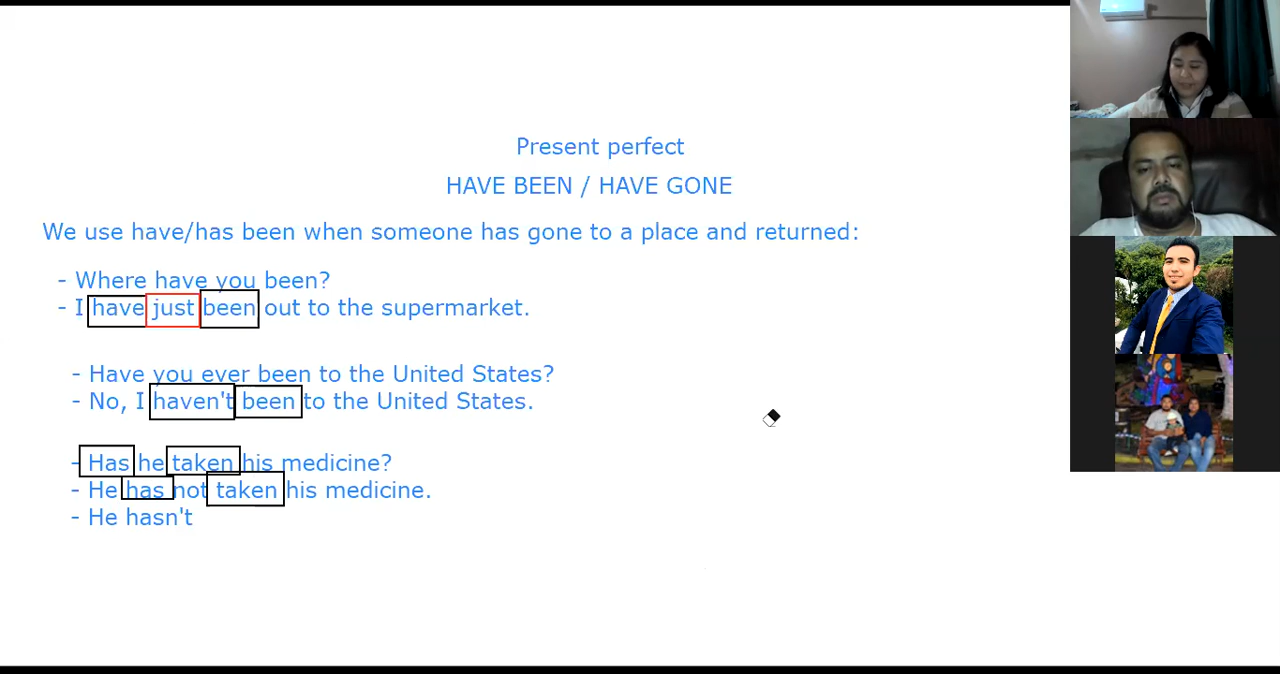 Present perfect
HAVE BEEN / HAVE GONE
We use have/has been when someone has gone to a place and returned:
- Where have you been?
- I have just been out to the supermarket.
- Have you ever been to the United States?
- No, I haven't been to the United States.
- Has he taken his medicine?
- He has not taken his medicine.
- He hasn't